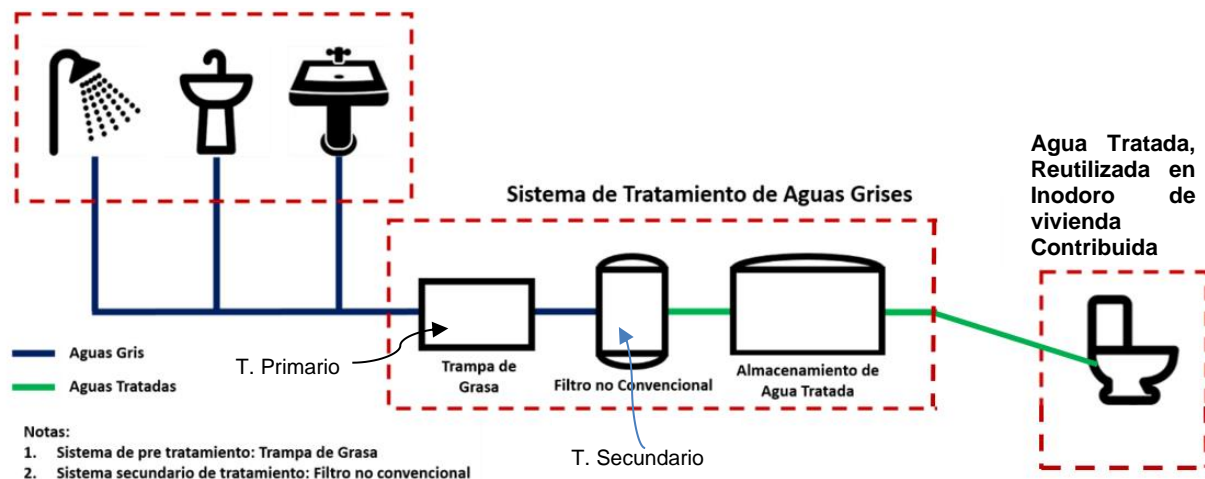 Agua Tratada,
Reutilizada en
Inodoro de
vivienda
Contribuida
Sistema de Tratamiento de Aguas Grises
Aguas Gris
Aguas Tratadas
T. Primario
Trampa de
Grasa
Filtro no Convencional
Almacenamiento de
Agua Tratada
T. Secundario
Notas:
1. Sistema de pre tratamiento: Trampa de Grasa
2. Sistema secundario de tratamiento: Filtro no convencional